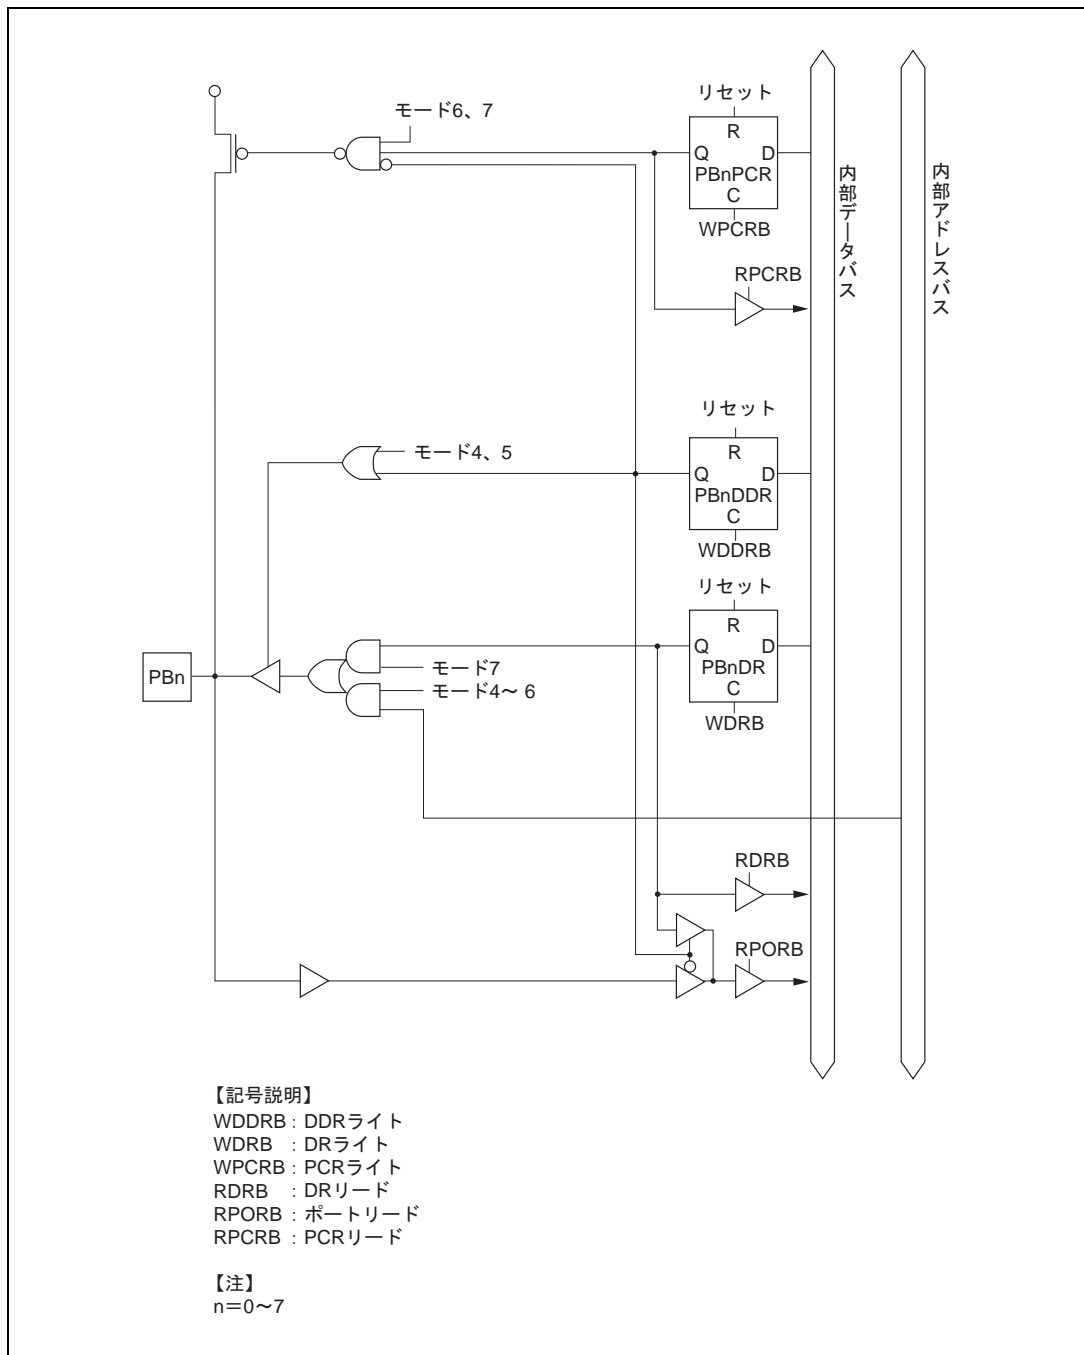 モード6、7
リセット
R
Q D
PBnPCR
C
WPCRB
RPCRB
内部データバス
内部アドレスバス
モード4、5
リセット
R
Q D
PBnDDR
C
WDDRB
リセット
R
Q D
PBnDR
C
WDRB
PBn
モード7
モード4～6
RDRB
RPORB
【記号説明】
WDDRB : DDRライト
WDRB : DRライト
WPCRB : PCRライト
RDRB : DRリード
RPORB : ポートリード
RPCRB : PCRリード
【注】
n＝0～7